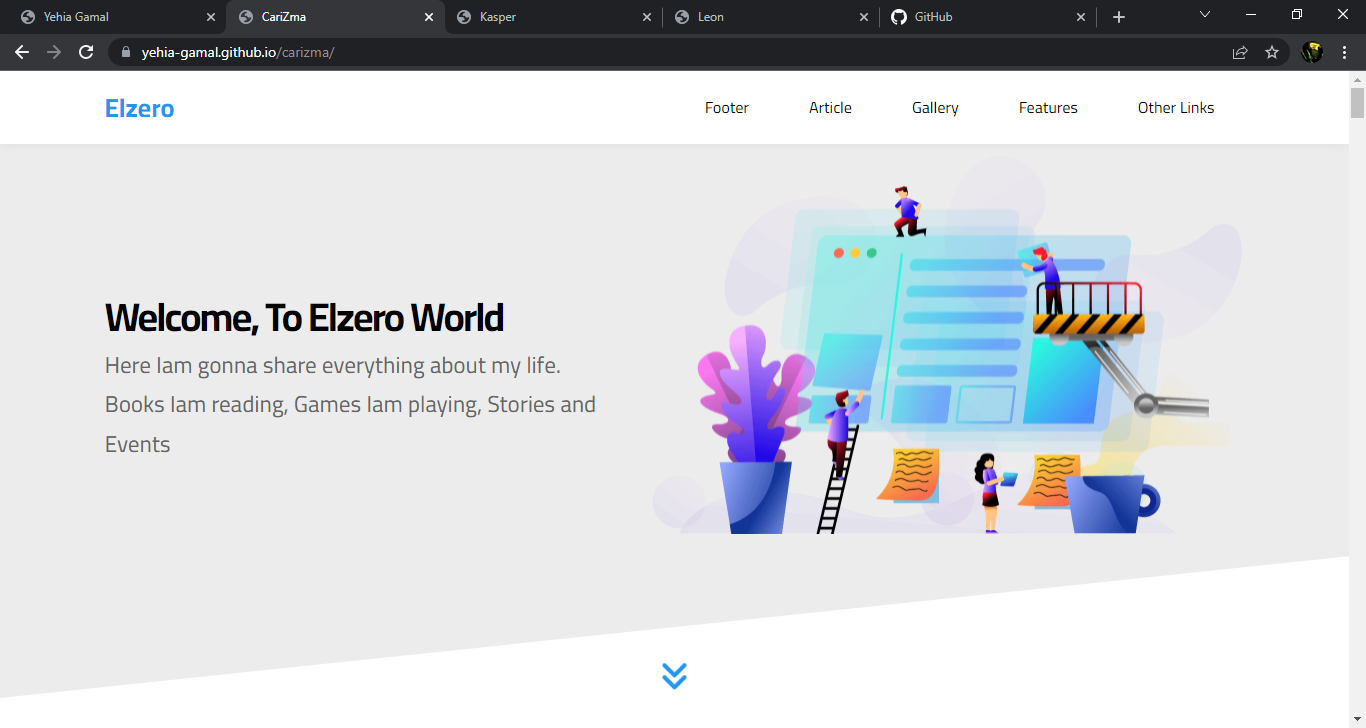 Yehia Gamal
CariZma
Kasper
Leon
GitHub
yehia-gamal.github.io/carizma/
Elzero
Footer
Article
Gallery
Features
Other Links
Welcome, To Elzero World
Here Iam gonna share everything about my life.
Books Iam reading, Games Iam playing, Stories and
Events